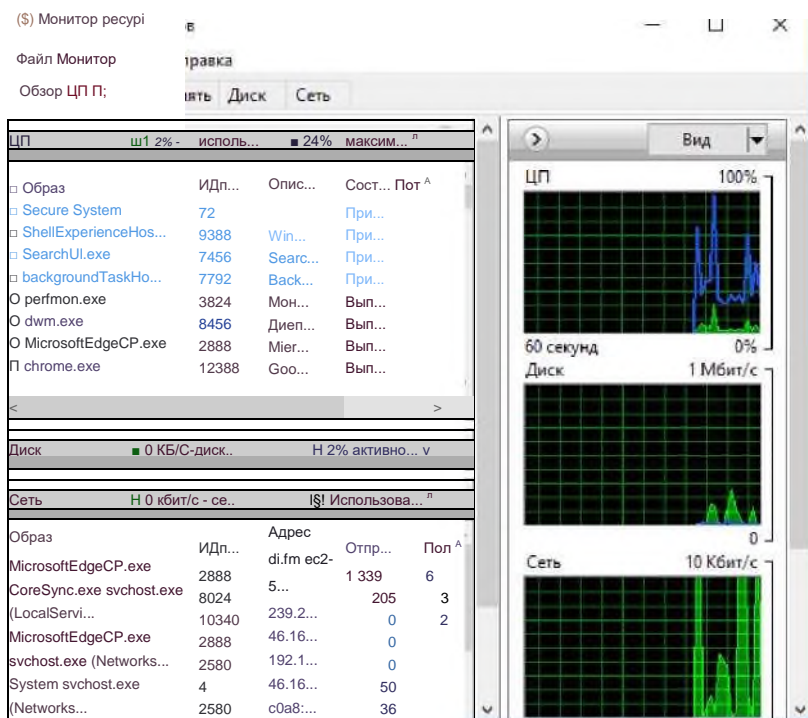 ($) Монитор ресурі
ов
Файл Монитор
правка
Обзор ЦП П;
ять Диск Сеть
ЦП ш1 2% - исполь... ■ 24% максим... л
□ Образ ИДп... Опис... Сост... Пот А
□ Secure System 72 При...
□ ShellExperienceHos... 9388 Win... При...
□ SearchUl.exe 7456 Searc... При...
□ backgroundTaskHo... 7792 Back... При...
О perfmon.exe 3824 Мон... Вып...
О dwm.exe 8456 Диеп... Вып...
О MicrosoftEdgeCP.exe 2888 Mier... Вып...
П chrome.exe 12388 Goo... Вып...
< >
Диск ■ 0 КБ/С-диск.. Н 2% активно... v
Сеть Н 0 кбит/с - се.. I§! Использова... л
Образ ИДп... Адрес Отпр... Пол А
MicrosoftEdgeCP.exe 2888 di.fm ec2- 1 339 6
CoreSync.exe svchost.exe 8024 5... 205 3
(LocalServi... 10340 239.2... 0 2
MicrosoftEdgeCP.exe 2888 46.16... 0
svchost.exe (Networks... 2580 192.1... 0
System svchost.exe 4 46.16... 50
(Networks... 2580 c0a8:... 36
Вид
ЦП 100%
60 секунд 0%
Диск 1 Мбит/с
0
Сеть 10 Кбит/с